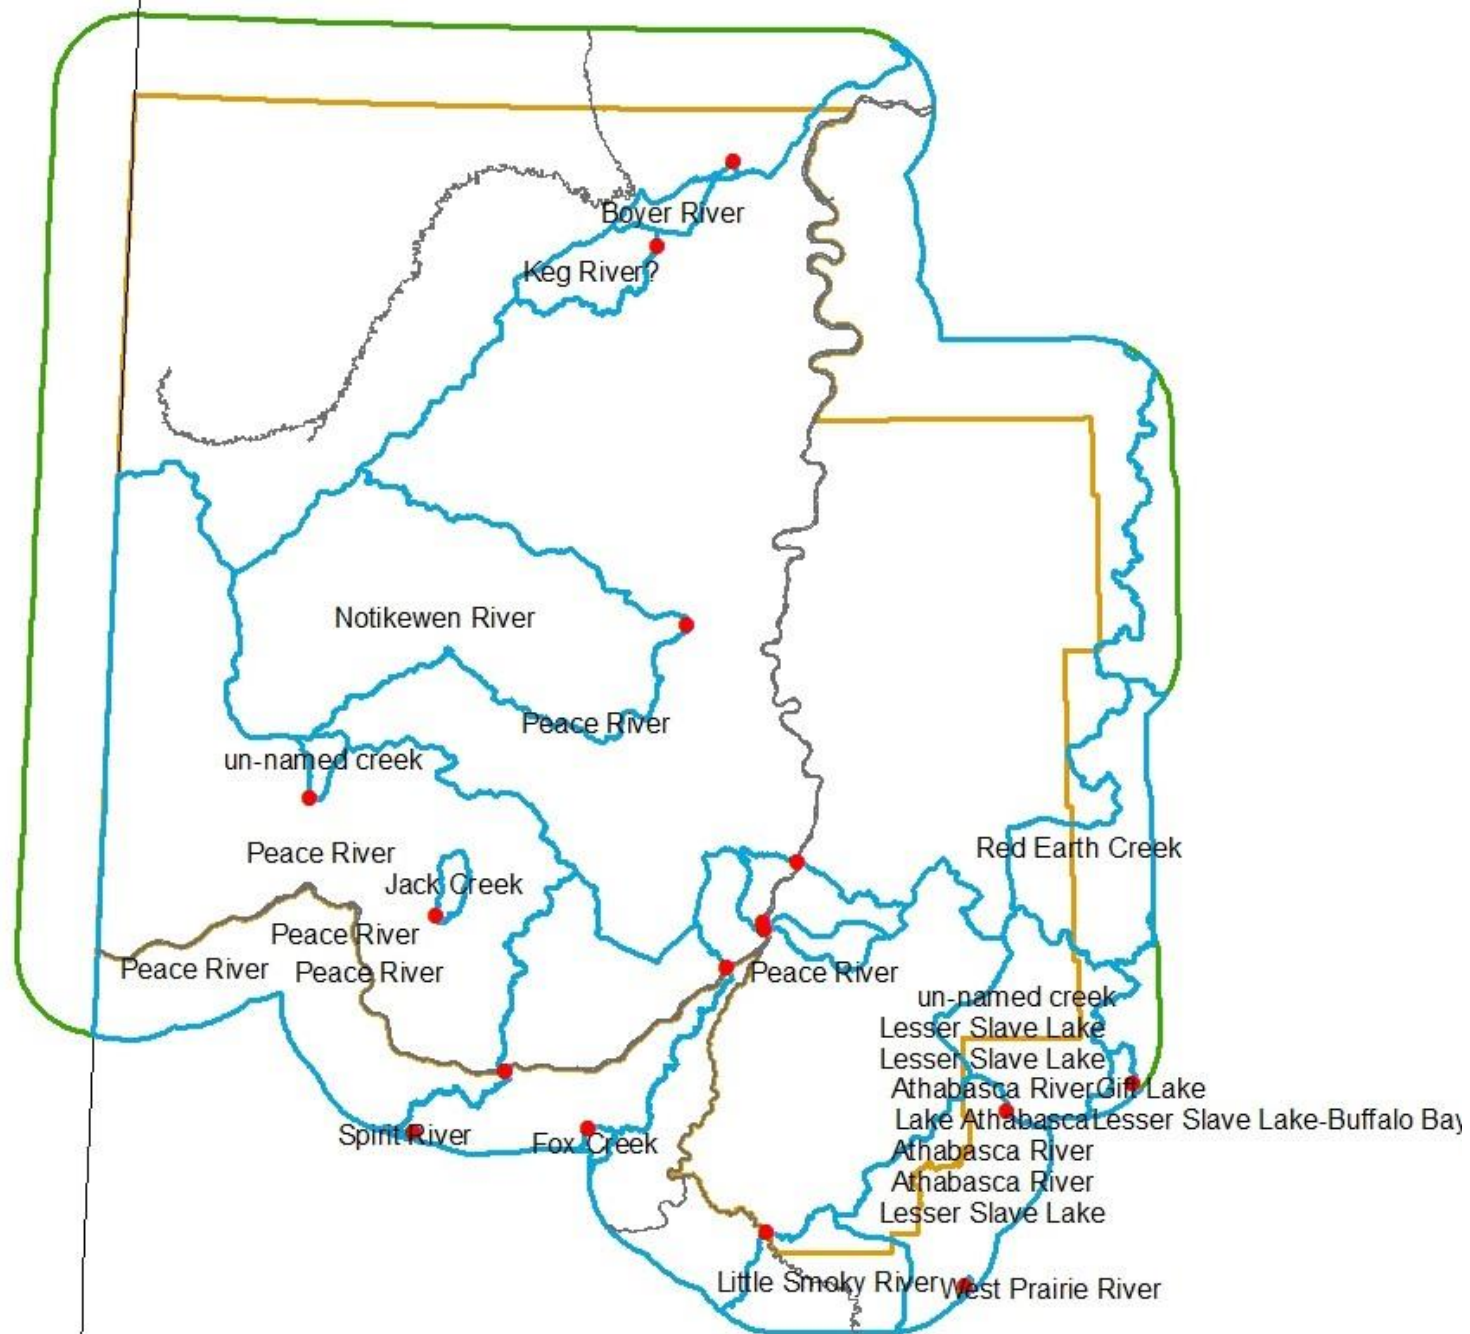 Boyer River
Keg River?
Notikewen River
Peace River
un-named creek
Peace River
Jack Creek
Peace River
Peace River
Peace River
Peace River
Red Earth Creek
un-named creek
Lesser Slave Lake
Lesser Slave Lake
Athabasca River
Gift Lake
Lake Athabasca
Lesser Slave Lake-Buffalo Bay
Spirit River
Fox Creek
Athabasca River
Athabasca River
Lesser Slave Lake
Little Smoky River
West Prairie River